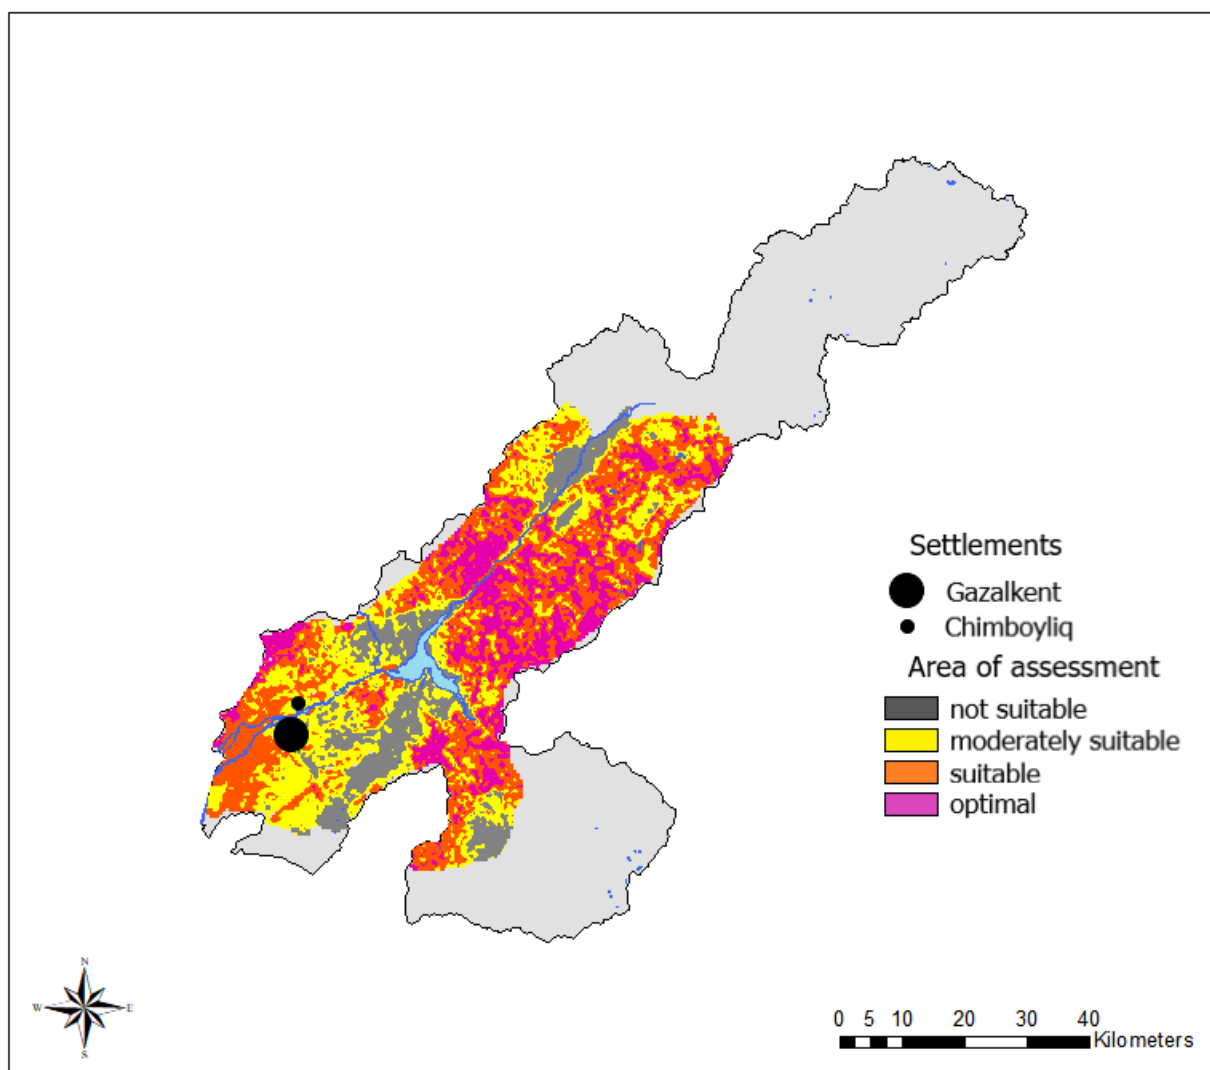 Settlements
Gazalkent
Chimboyliq
Area of assessment
not suitable
moderately suitable
suitable
optimal
N
W E
S
0 5 10 20 30 40
Kilometers